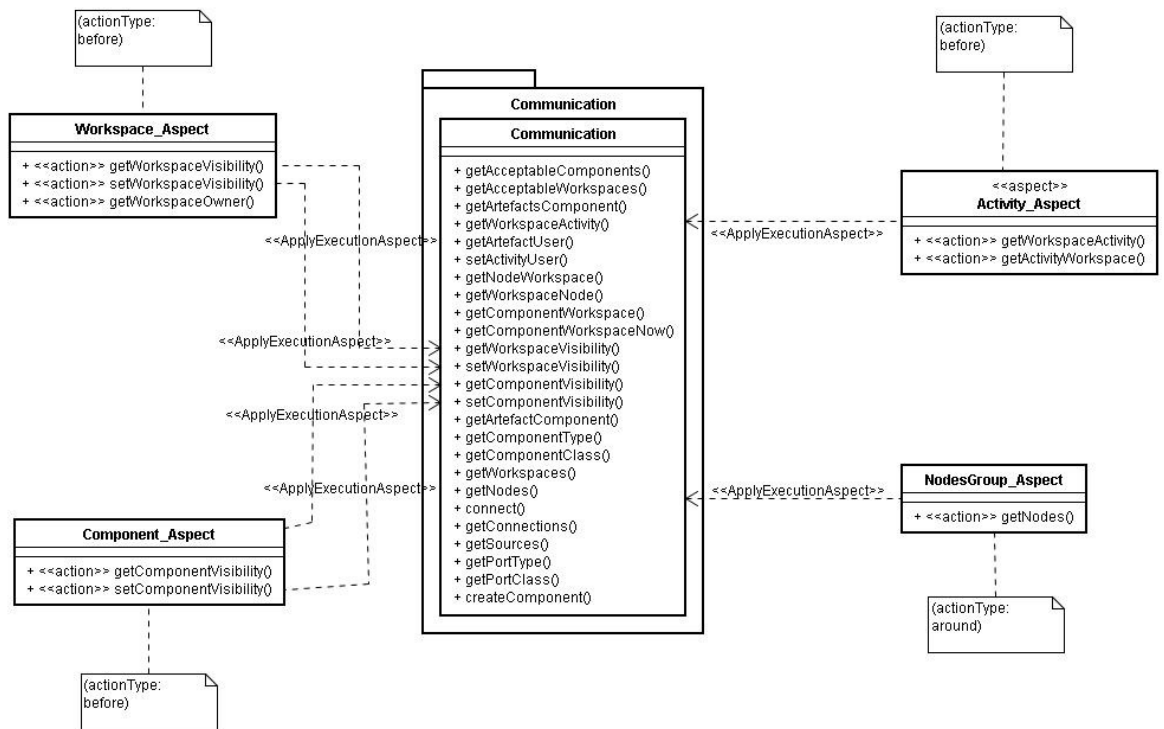 (actionType:
before)
Workspace_Aspect
+ <<action>> getWorkspaceVisibility()
+ <<action>> setWorkspaceVisibility()
+ <<action>> getWorkspaceOwner()
<<ApplyExecutionAspect>>
<<ApplyExecutionAspect>>
<<ApplyExecutionAspect>>
<<ApplyExecutionAspect>>
Component_Aspect
+ <<action>> getComponentVisibility()
+ <<action>> setComponentVisibility()
(actionType:
before)
Communication
Communication
+ getAcceptableComponents()
+ getAcceptableWorkspaces()
+ getArtefactsComponent()
+ getWorkspaceActivity()
+ getArtefactUser()
+ setActivityUser()
+ getNodeWorkspace()
+ getWorkspaceNode()
+ getComponentWorkspace()
+ getComponentWorkspaceNow()
+ getWorkspaceVisibility()
+ setWorkspaceVisibility()
+ getComponentVisibility()
+ setComponentVisibility()
+ getArtefactComponent()
+ getComponentType()
+ getComponentClass()
+ getWorkspaces()
+ getNodes()
+ connect()
+ getConnections()
+ getSources()
+ getPortType()
+ getPortClass()
+ createComponent()
(actionType:
before)
<<aspect>>
Activity_Aspect
+ <<action>> getWorkspaceActivity()
+ <<action>> getActivityWorkspace()
<<ApplyExecutionAspect>>
<<ApplyExecutionAspect>>
NodesGroup_Aspect
+ <<action>> getNodes()
(actionType:
around)